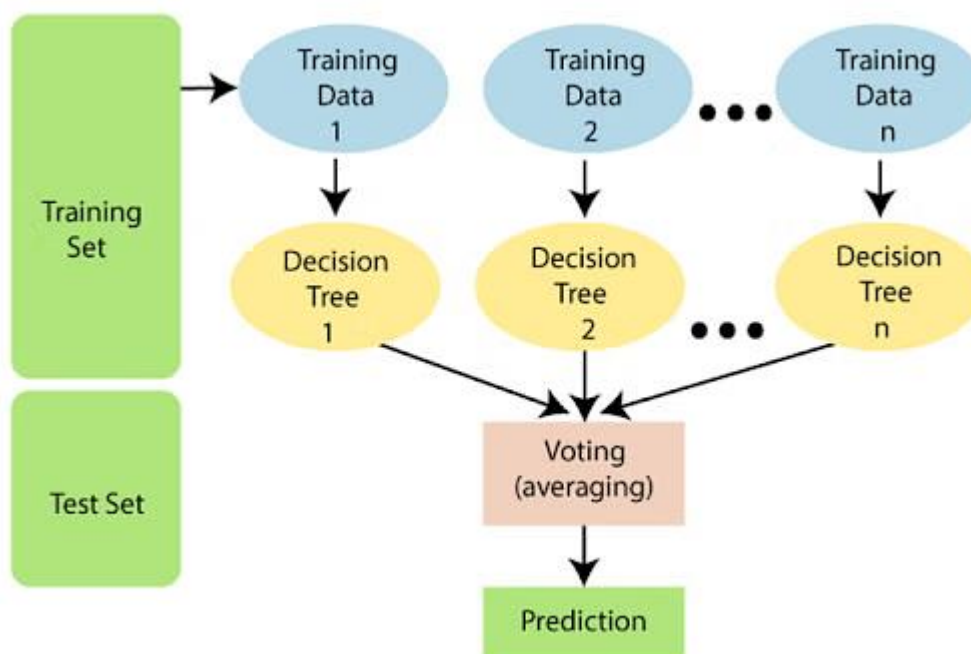 Training
Set
Test Set
Training
Data
1
Training
Data
2
Training
Data
n
Decision
Tree
1
Decision
Tree
2
Decision
Tree
n
Voting
(averaging)
Prediction